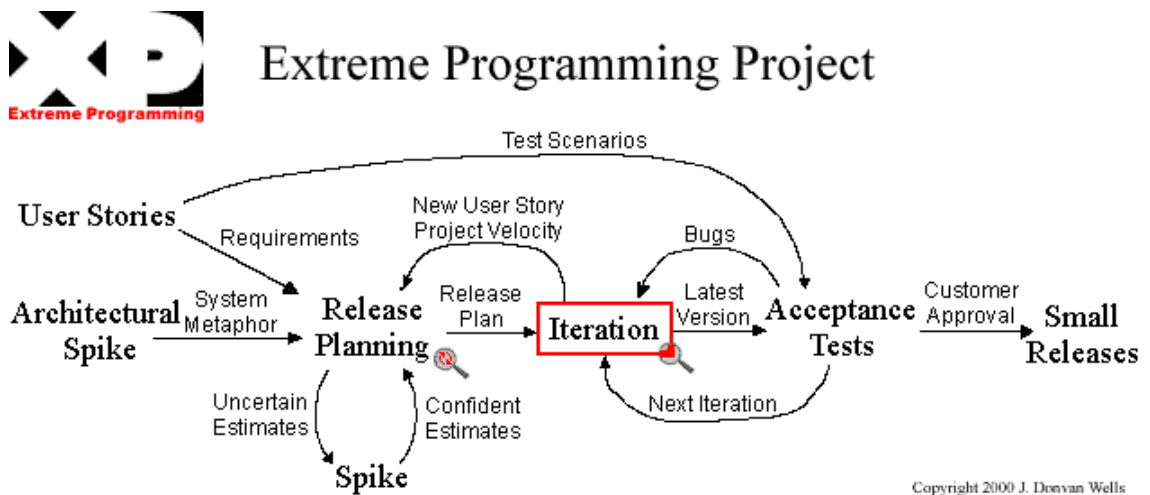 XP
Extreme Programming
Extreme Programming Project
Test Scenarios
User Stories
Requirements
New User Story
Project Velocity
Bugs
Architectural
Spike
System
Metaphor
Release
Planning
Release
Plan
Iteration
Latest
Version
Acceptance
Tests
Customer
Approval
Small
Releases
Uncertain
Estimates
Confident
Estimates
Next Iteration
Spike
Copyright 2000 J. Donvan Wells